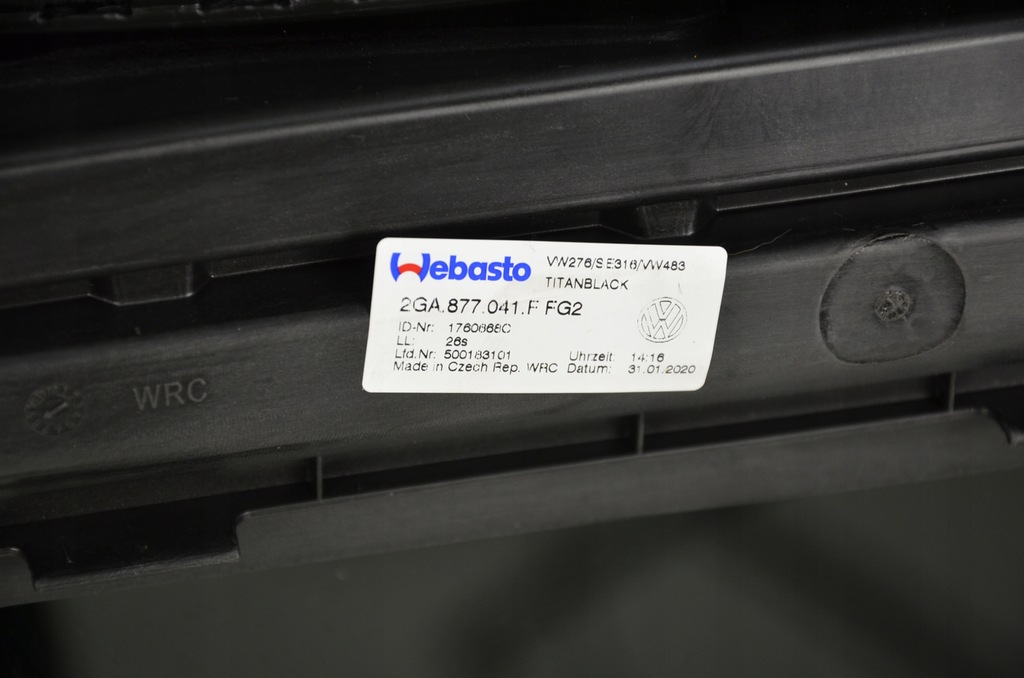 Webasto VW276/SE316/VW483
TITANBLACK
2GA.877.041.F FG2
ID-Nr: 1760668C
LL: 26s
Lfd.Nr: 500183101 Uhrzeit: 14:16
Made in Czech Rep. WRC Datum: 31.01.2020
WRC